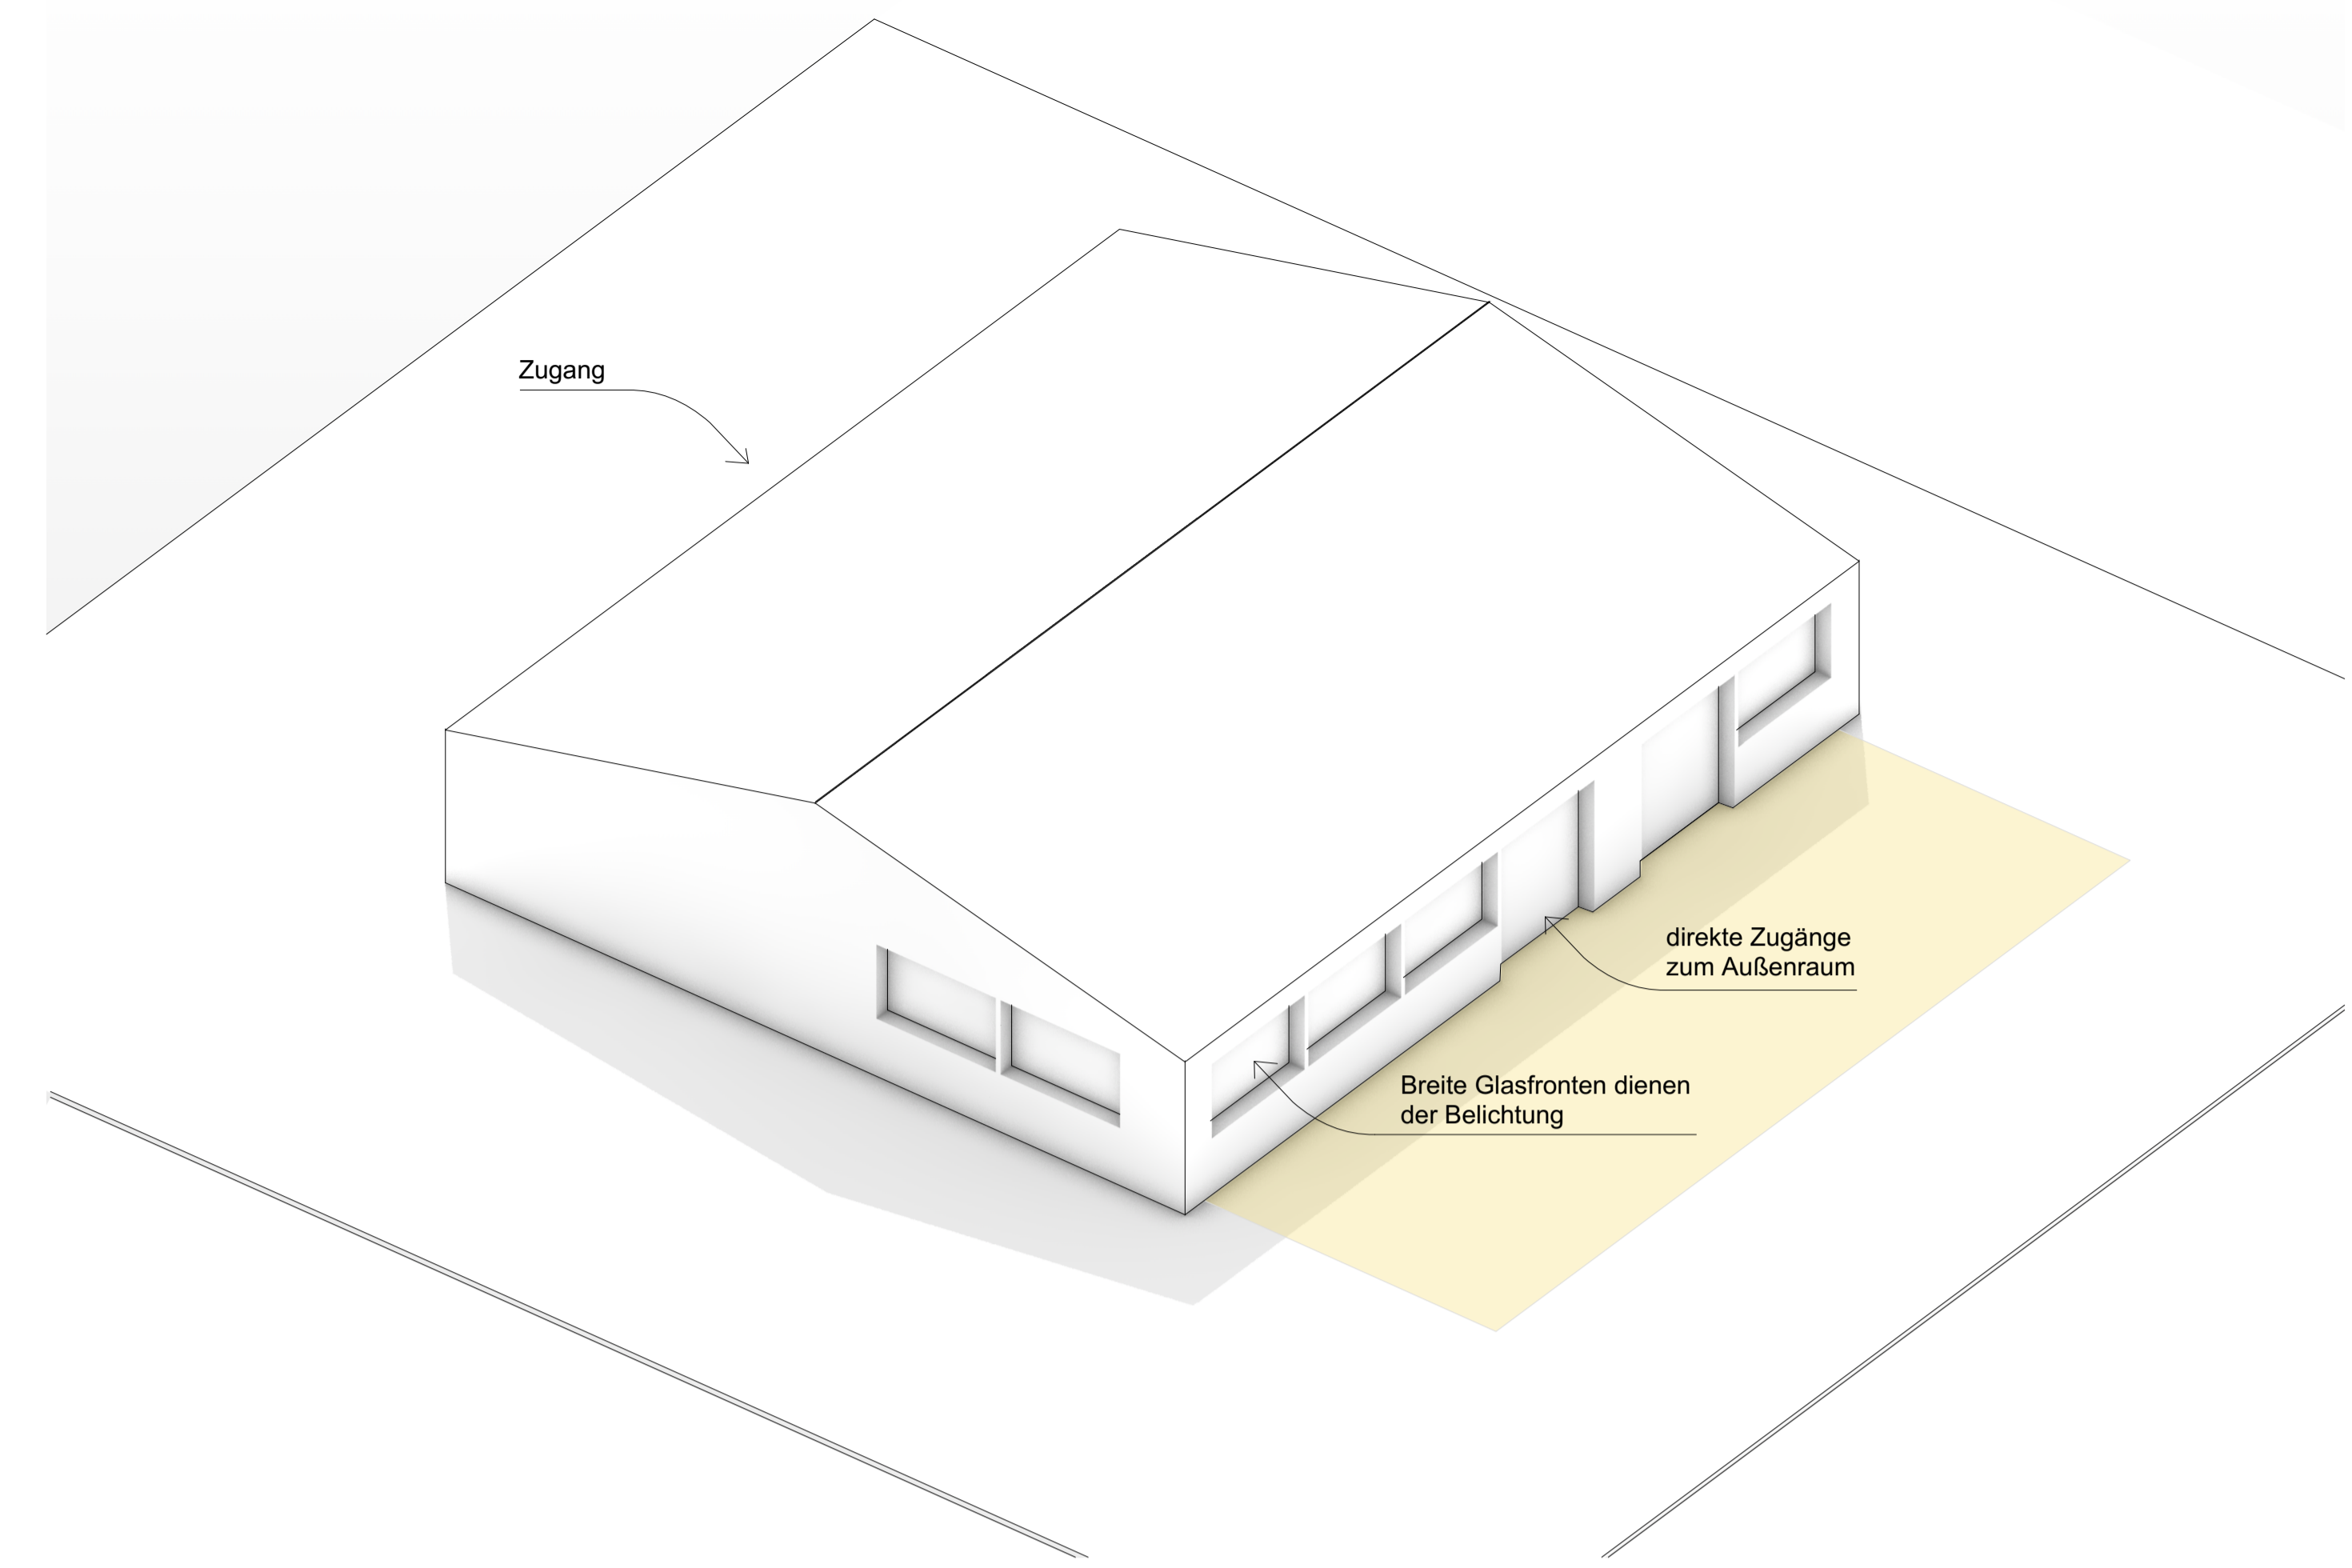 Zugang
direkte Zugänge
zum Außenraum
Breite Glasfronten dienen
der Belichtung